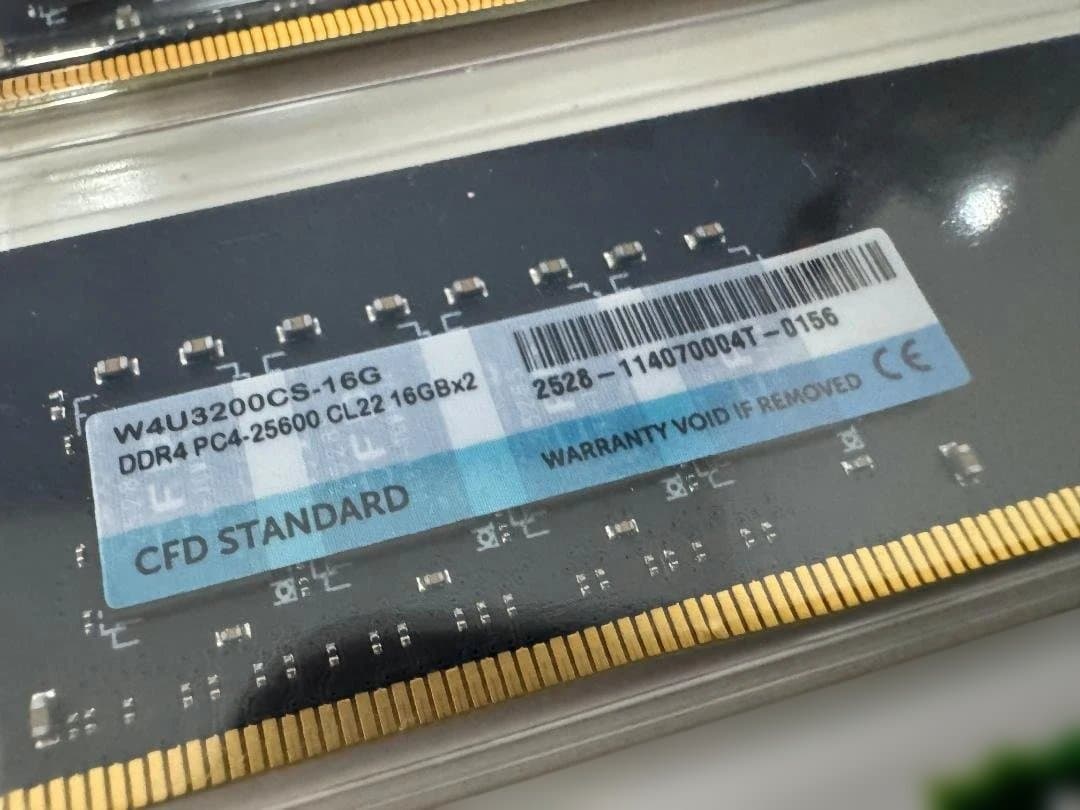 W4U3200CS-16G
DDR4 PC4-25600 CL22 16GBx2
2528-114070004T-0156
WARRANTY VOID IF REMOVED CE
CFD STANDARD